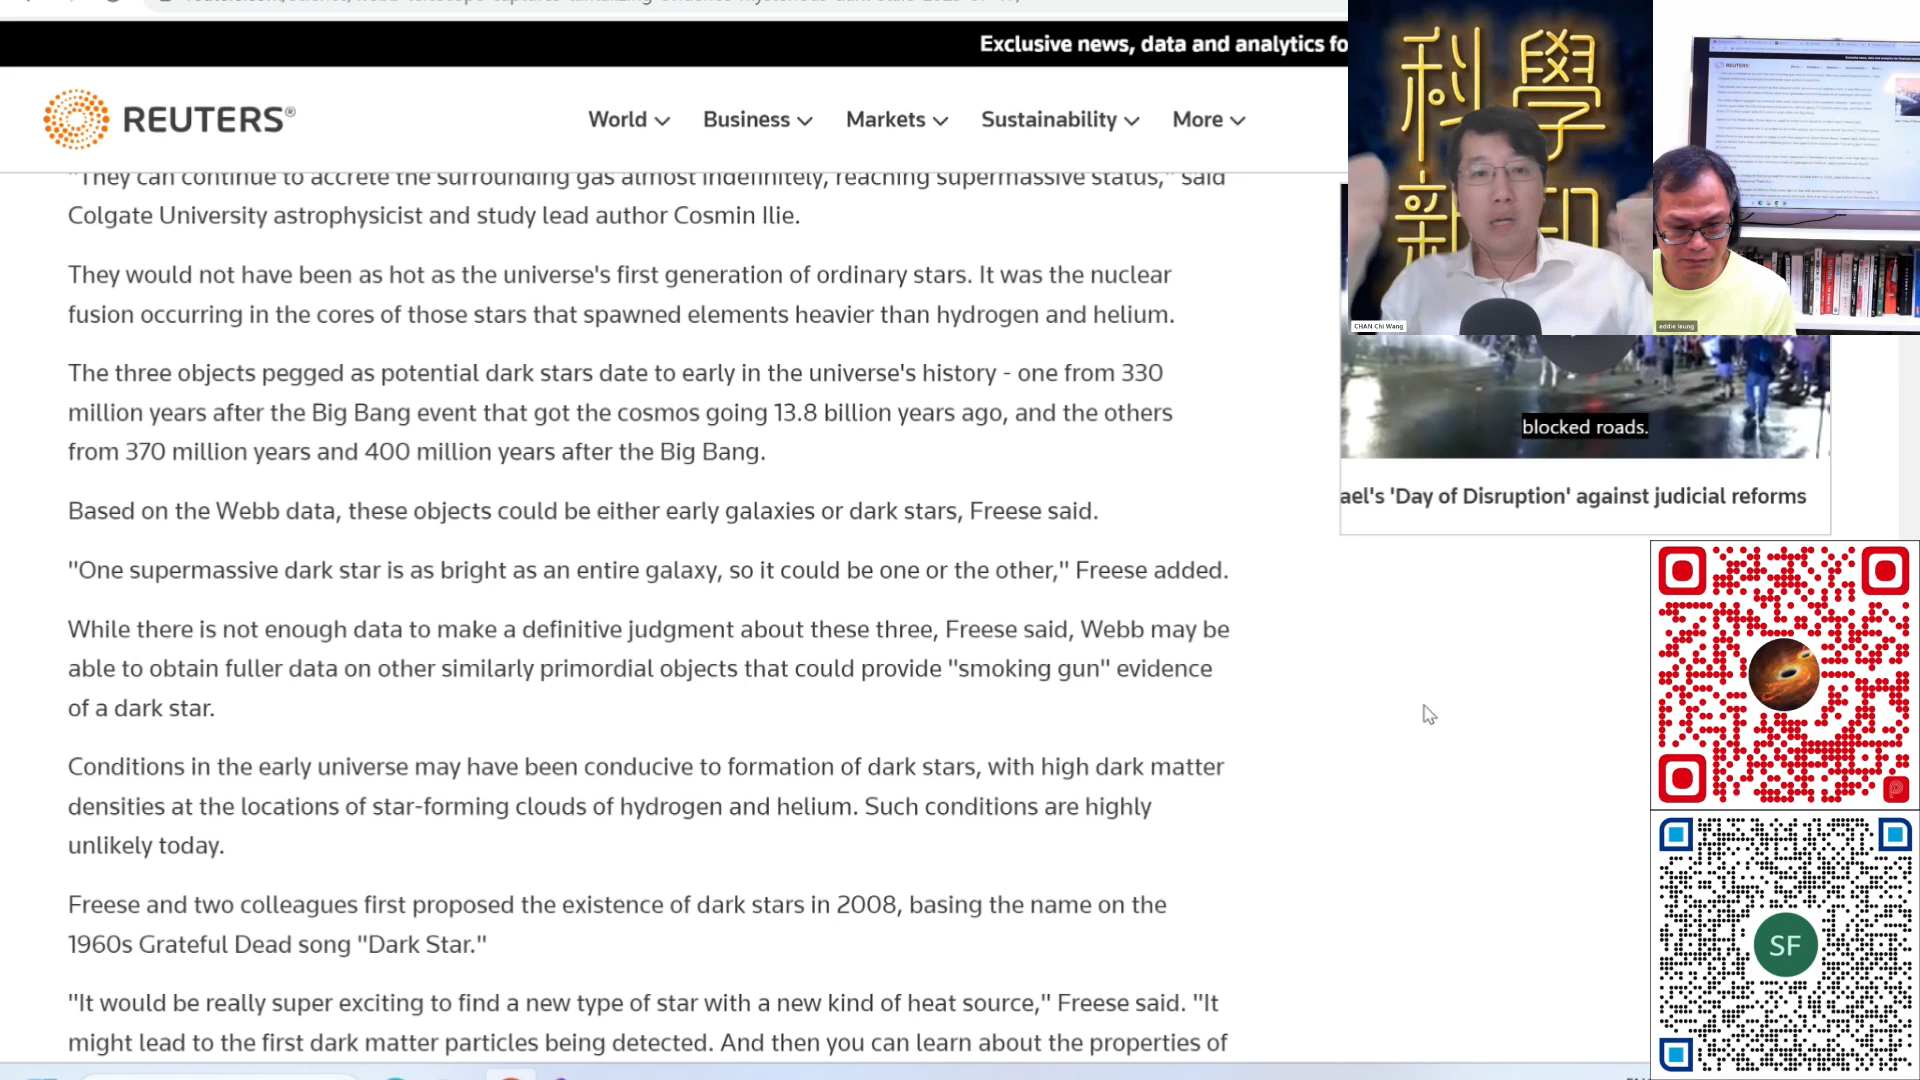 Exclusive news, data and analytics fo
REUTERS®
World
Business
Markets
Sustainability
More
"They can continue to accrete the surrounding gas almost indefinitely, reaching supermassive status," said
Colgate University astrophysicist and study lead author Cosmin Ilie.
They would not have been as hot as the universe's first generation of ordinary stars. It was the nuclear
fusion occurring in the cores of those stars that spawned elements heavier than hydrogen and helium.
The three objects pegged as potential dark stars date to early in the universe's history - one from 330
million years after the Big Bang event that got the cosmos going 13.8 billion years ago, and the others
from 370 million years and 400 million years after the Big Bang.
Based on the Webb data, these objects could be either early galaxies or dark stars, Freese said.
"One supermassive dark star is as bright as an entire galaxy, so it could be one or the other," Freese added.
While there is not enough data to make a definitive judgment about these three, Freese said, Webb may be
able to obtain fuller data on other similarly primordial objects that could provide "smoking gun" evidence
of a dark star.
Conditions in the early universe may have been conducive to formation of dark stars, with high dark matter
densities at the locations of star-forming clouds of hydrogen and helium. Such conditions are highly
unlikely today.
Freese and two colleagues first proposed the existence of dark stars in 2008, basing the name on the
1960s Grateful Dead song "Dark Star."
"It would be really super exciting to find a new type of star with a new kind of heat source," Freese said. "It
might lead to the first dark matter particles being detected. And then you can learn about the properties of
科學
新知
CHAN Chi Wang
eddie leung
REUTERS
blocked roads.
ael's 'Day of Disruption' against judicial reforms
SF